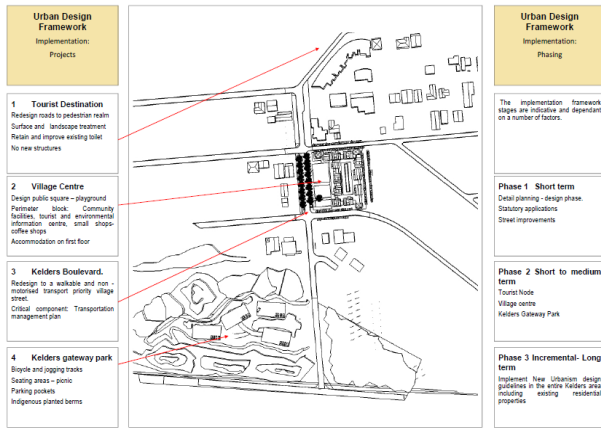 Urban Design
Framework
Implementation:
Projects
1 Tourist Destination
Redesign roads to pedestrian realm
Surface and landscape treatment
Retain and improve existing toilet
No new structures
2 Village Centre
Design public square – playground
Perimeter block: Community
facilities, tourist and environmental
information centre, small shops-
coffee shops
Accommodation on first floor
3 Kelders Boulevard.
Redesign to a walkable and non -
motorised transport priority village
street.
Critical component: Transportation
management plan
4 Kelders gateway park
Bicycle and jogging tracks
Seating areas – picnic
Parking pockets
Indigenous planted berms
Urban Design
Framework
Implementation:
Phasing
The implementation framework
stages are indicative and dependant
on a number of factors.
Phase 1 Short term
Detail planning - design phase.
Statutory applications
Street improvements
Phase 2 Short to medium
term
Tourist Node
Village centre
Kelders Gateway Park
Phase 3 Incremental- Long
term
Implement New Urbanism design
guidelines in the entire Kelders area
including existing residential
properties